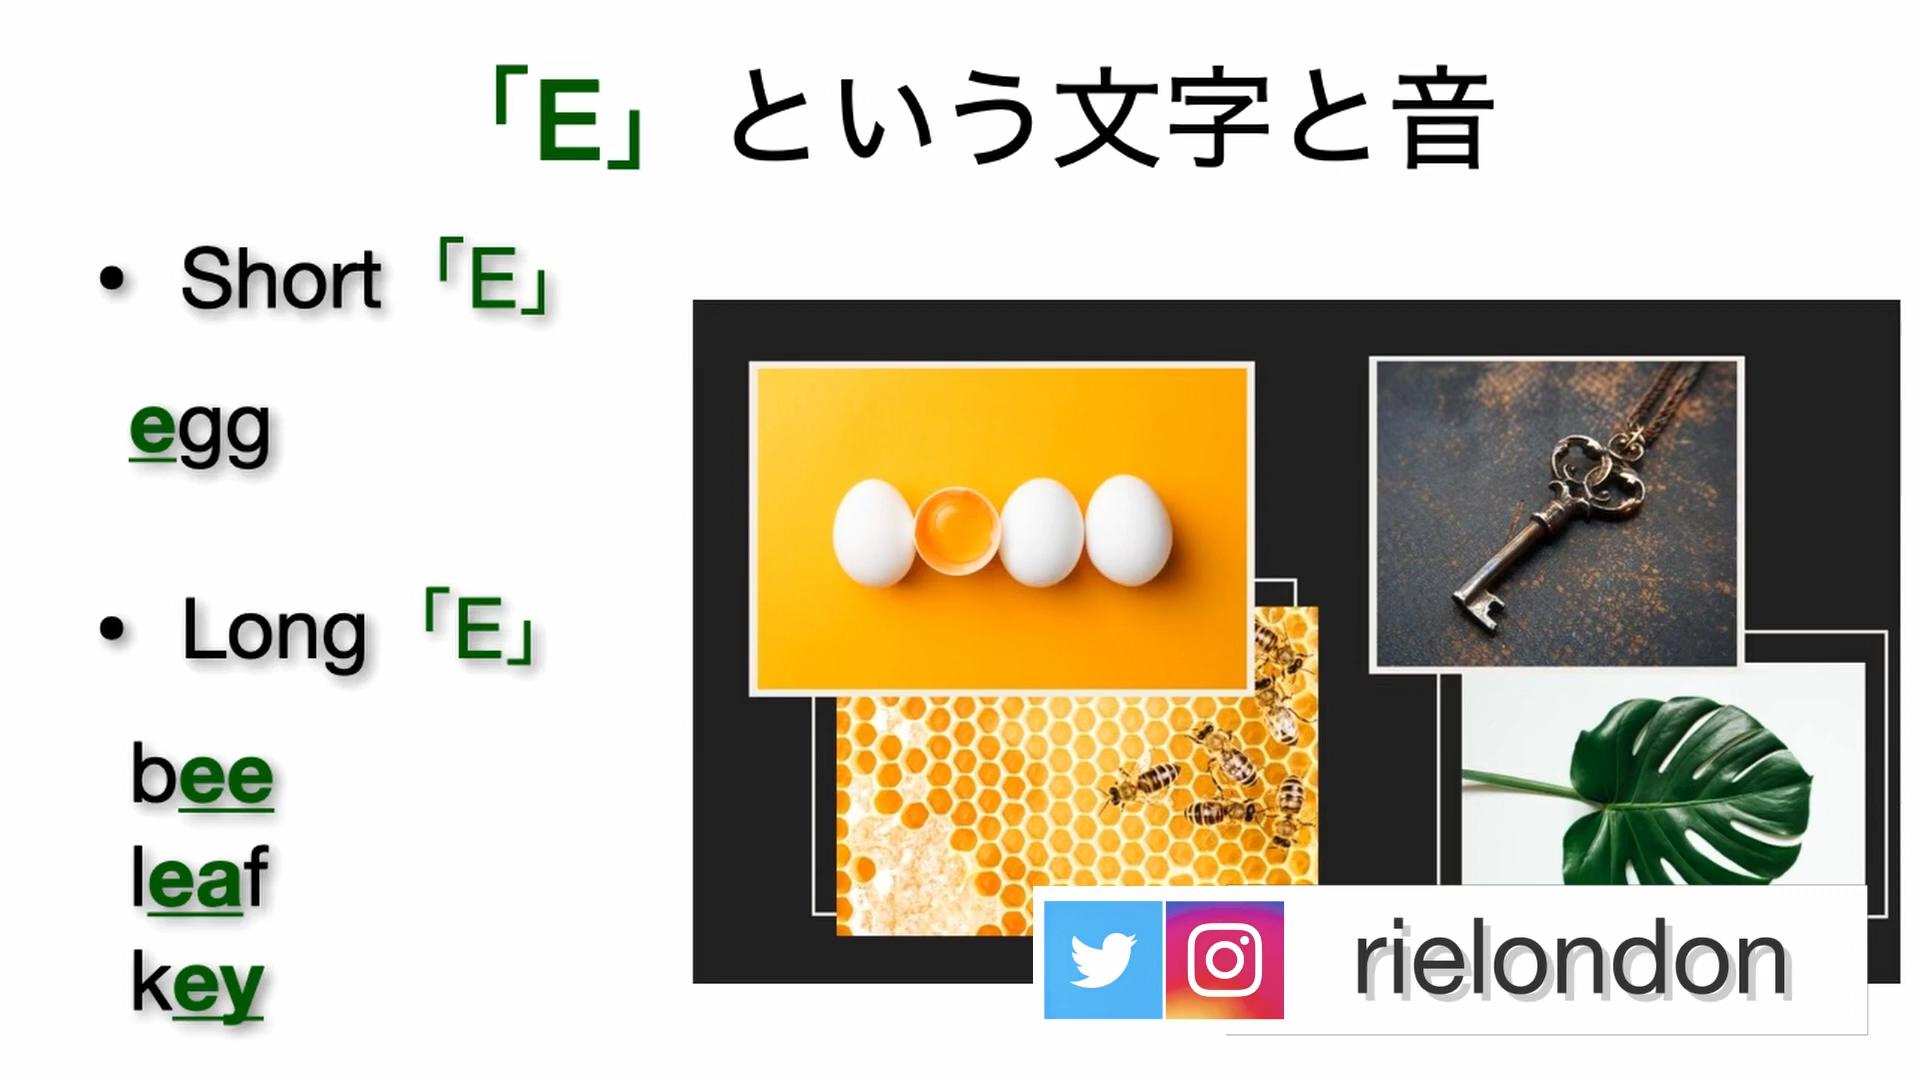 「E」 という文字と音
• Short 「E」
egg
• Long 「E」
bee
leaf
key
rielondon